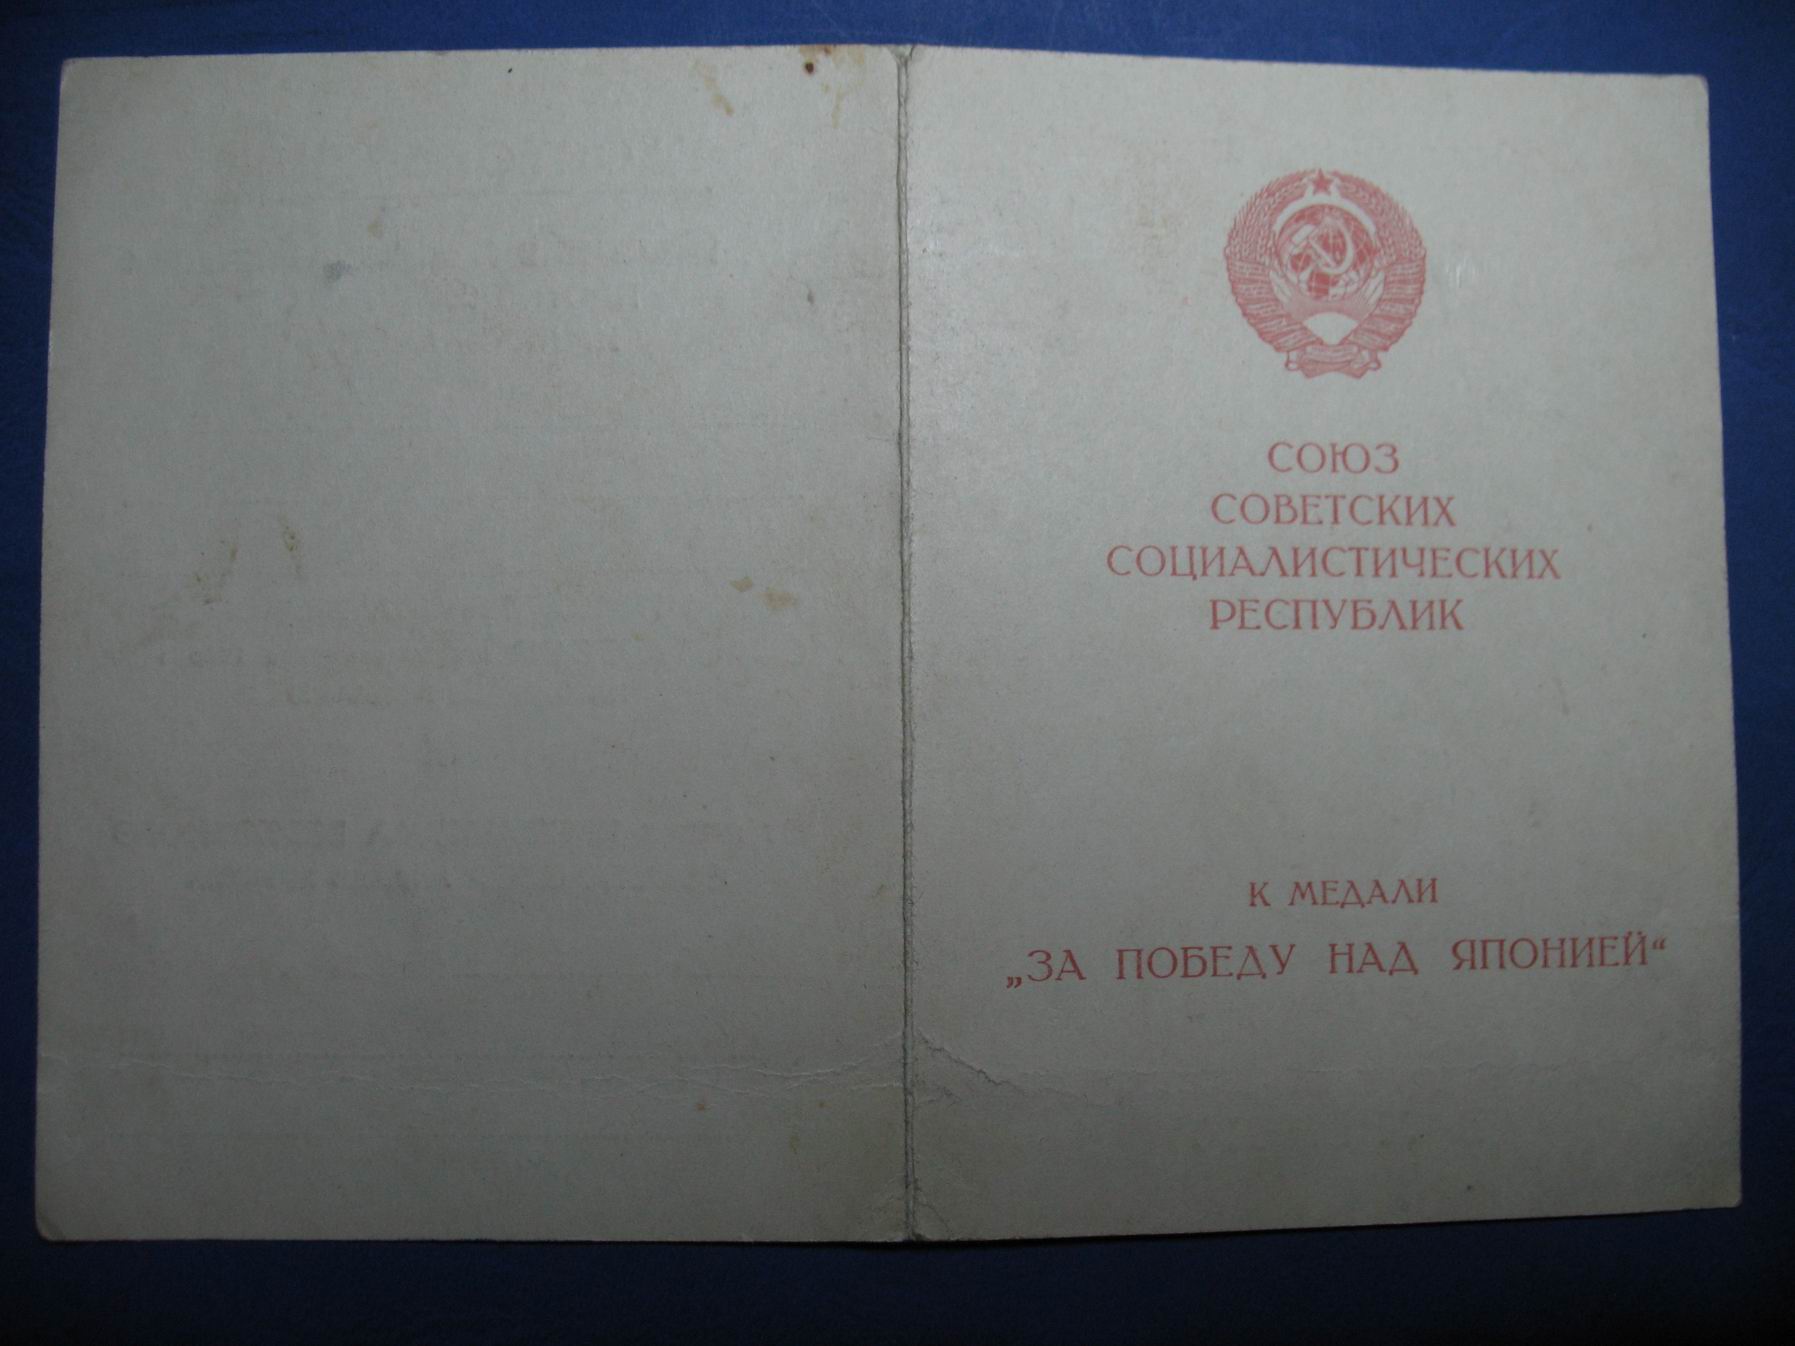 СОЮЗ
СОВЕТСКИХ
СОЦИАЛИСТИЧЕСКИХ
РЕСПУБЛИК
К МЕДАЛИ
„ЗА ПОБЕДУ НАД ЯПОНИЕЙ“